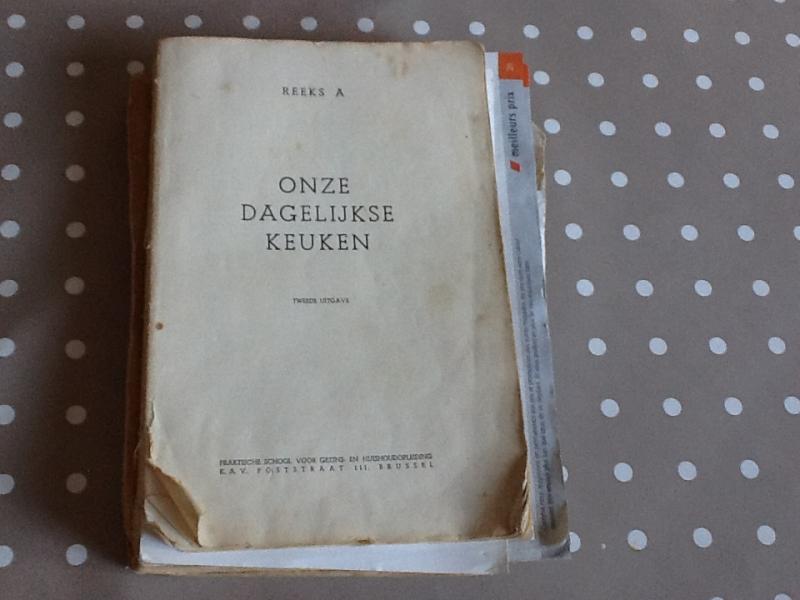 REEKS A
ONZE
DAGELIJKSE
KEUKEN
TWEEDE UITGAVE
PRAKTISCHE SCHOOL VOOR GEZINS- EN HUISHOUDOPLEIDING
K.A.V. POSTSTRAAT 111, BRUSSEL
meilleurs prix